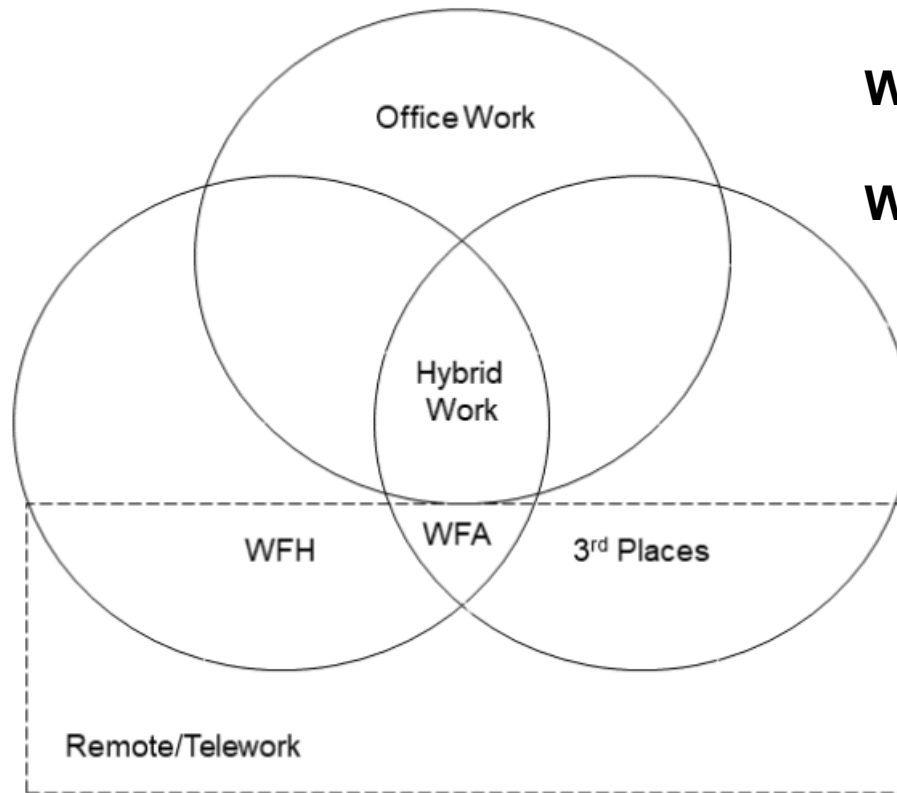 W
Office Work
W
Hybrid
Work
WFA
WFH
3rd Places
Remote/Telework